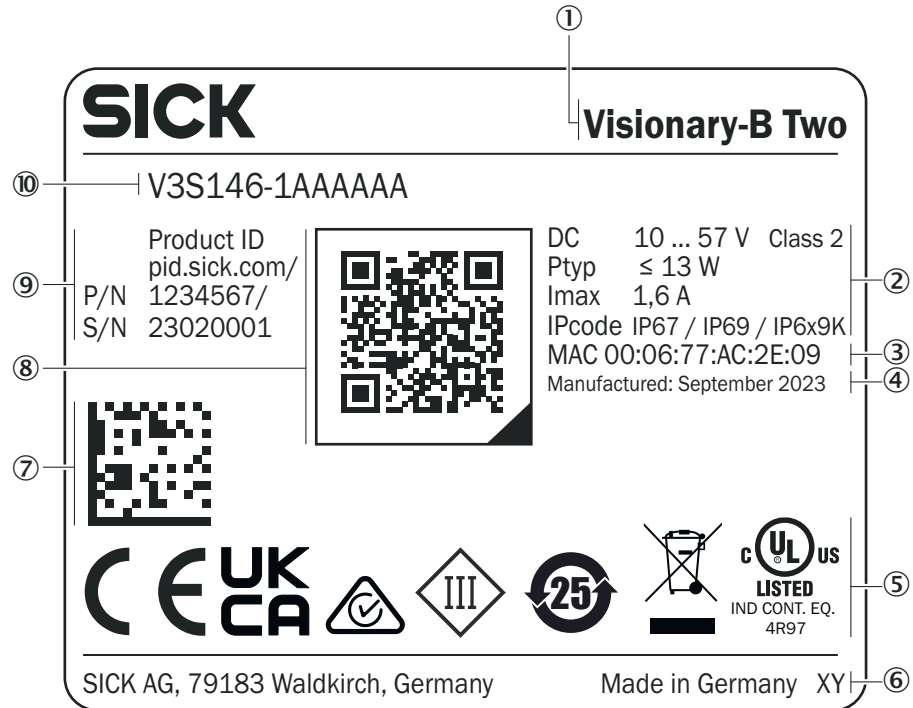 ①
SICK
Visionary-B Two
⑩ V3S146-1AAAAAA
⑨
Product ID
pid.sick.com/
P/N 1234567/
S/N 23020001
⑧
DC 10 ... 57 V Class 2
Ptyp ≤ 13 W
Imax 1,6 A
IPcode IP67 / IP69 / IP6x9K
②
MAC 00:06:77:AC:2E:09 ③
Manufactured: September 2023 ④
⑦
CE
UK
CA
III
25
C UL US
®
LISTED
IND CONT. EQ.
4R97
⑤
SICK AG, 79183 Waldkirch, Germany
Made in Germany XY ⑥